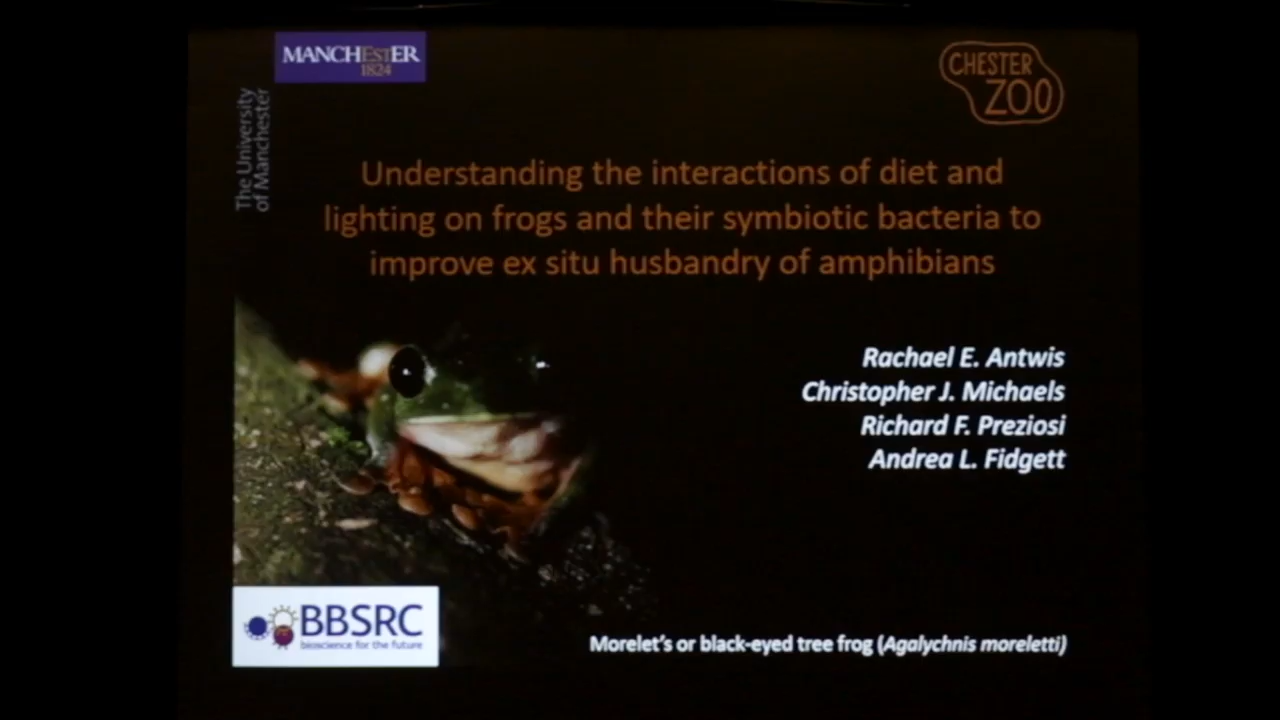 MANCHESTER
1824
The University
of Manchester
CHESTER
ZOO
Understanding the interactions of diet and
lighting on frogs and their symbiotic bacteria to
improve ex situ husbandry of amphibians
Rachael E. Antwis
Christopher J. Michaels
Richard F. Preziosi
Andrea L. Fidgett
BBSRC
bioscience for the future
Morelet's or black-eyed tree frog (Agalychnis moreletti)